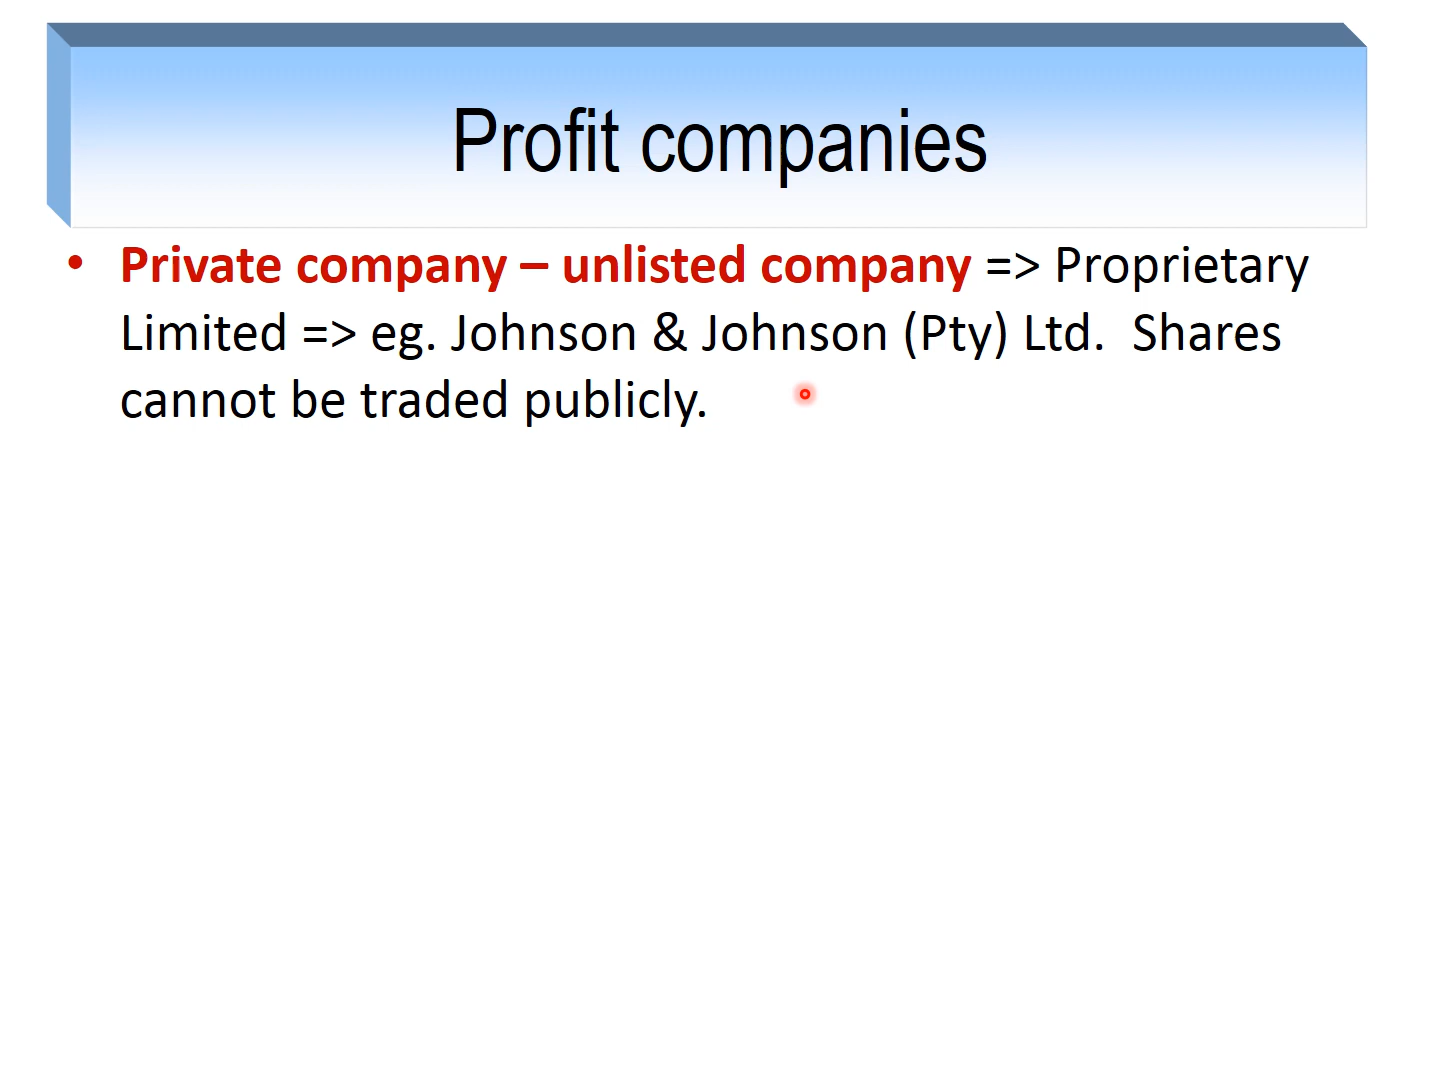 Profit companies
• Private company – unlisted company => Proprietary
Limited => eg. Johnson & Johnson (Pty) Ltd.  Shares
cannot be traded publicly.